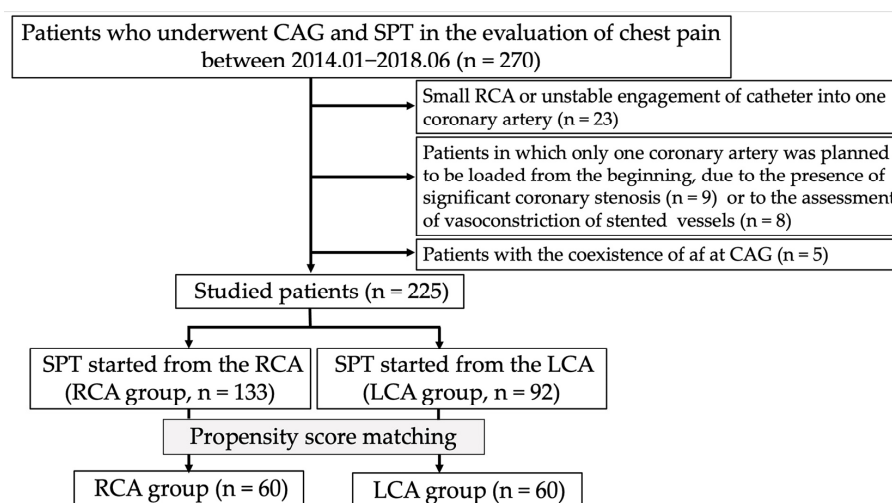 Patients who underwent CAG and SPT in the evaluation of chest pain
between 2014.01–2018.06 (n = 270)
Small RCA or unstable engagement of catheter into one
coronary artery (n = 23)
Patients in which only one coronary artery was planned
to be loaded from the beginning, due to the presence of
significant coronary stenosis (n = 9) or to the assessment
of vasoconstriction of stented vessels (n = 8)
Patients with the coexistence of af at CAG (n = 5)
Studied patients (n = 225)
SPT started from the RCA
(RCA group, n = 133)
SPT started from the LCA
(LCA group, n = 92)
Propensity score matching
RCA group (n = 60)
LCA group (n = 60)